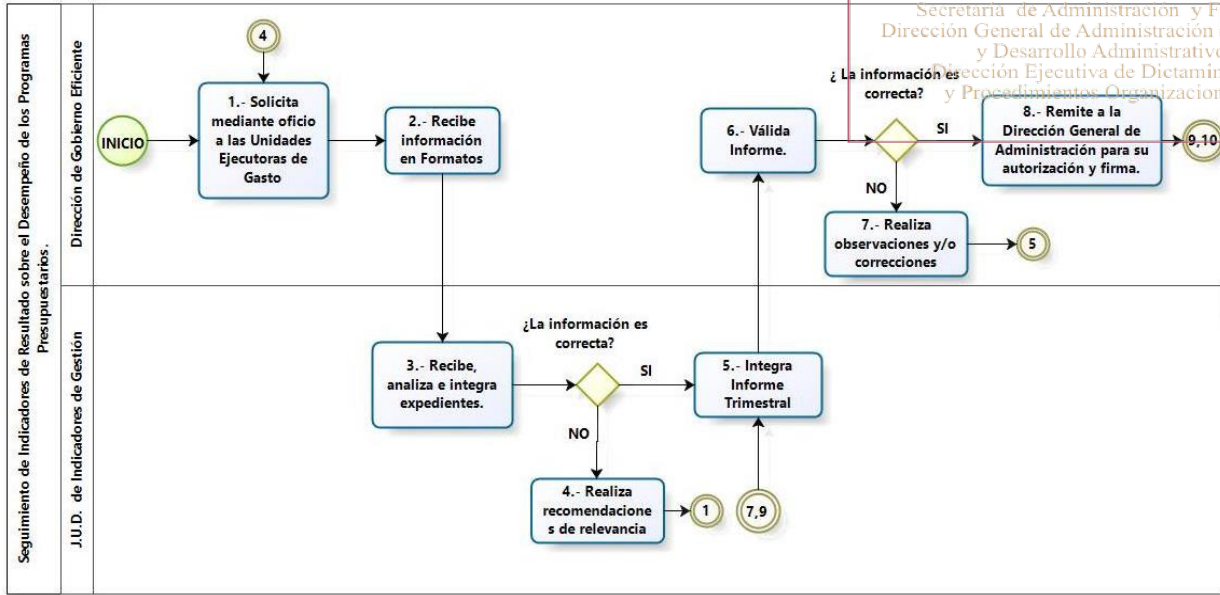 Seguimiento de Indicadores de Resultado sobre el Desempeño de los Programas
Presupuestarios.
Dirección de Gobierno Eficiente
J.U.D. de Indicadores de Gestión
Secretaría de Administración y F
Dirección General de Administración
y Desarrollo Administrativo
Dirección Ejecutiva de Dictamin
y Procedimientos Organizacion
4
INICIO
1.- Solicita
mediante oficio
a las Unidades
Ejecutoras de
Gasto
2.- Recibe
información
en Formatos
6.- Válida
Informe.
¿ La información es
correcta?
SI
NO
8.- Remite a la
Dirección General de
Administración para su
autorización y firma.
9,10
7.- Realiza
observaciones y/o
correcciones
5
3.- Recibe,
analiza e integra
expedientes.
¿La información es
correcta?
SI
NO
5.- Integra
Informe
Trimestral
4.- Realiza
recomendacione
s de relevancia
1
7,9